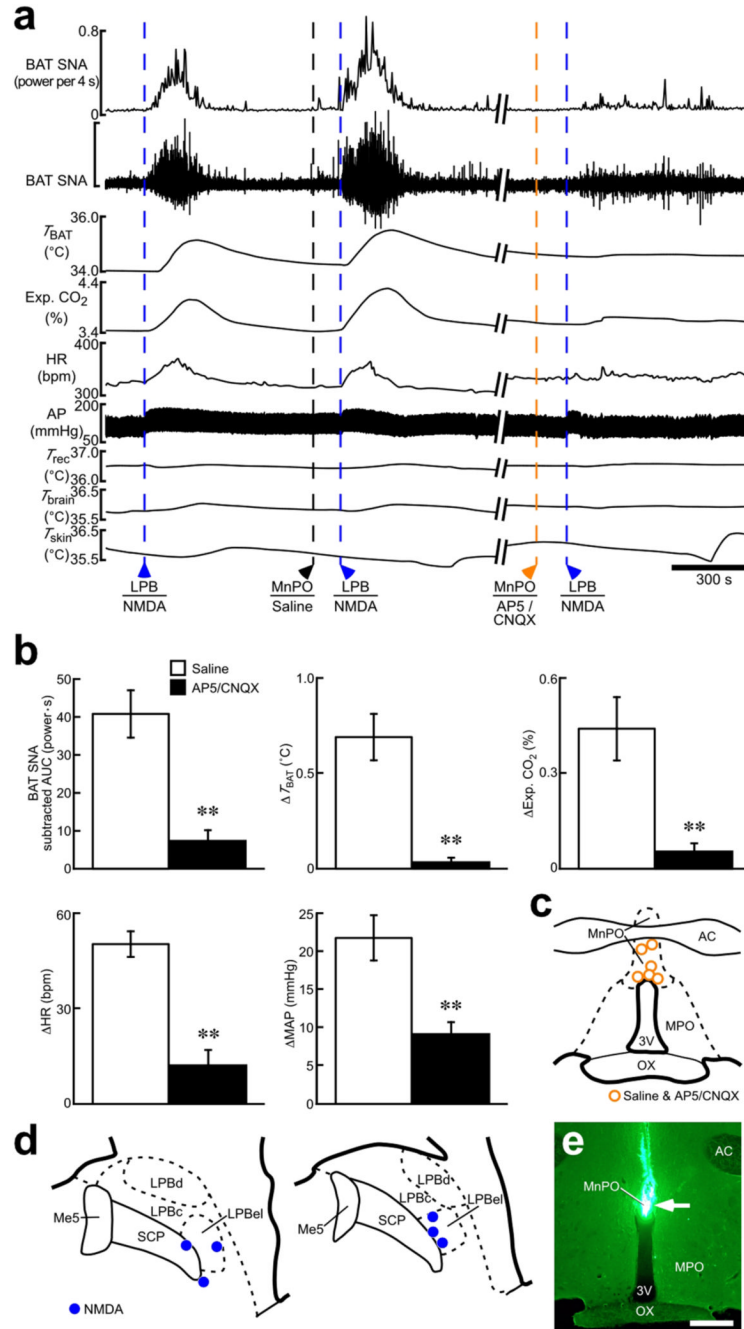 a
0.8
BAT SNA
(power per 4 s)
0
BAT SNA
36.0
TBAT
(°C)
34.0
4.4
Exp. CO2
(%)
3.4
400
HR
(bpm)
300
200
AP
(mmHg)
50
Trec 37.0
(°C) 36.0
36.5
Tbrain
(°C) 35.5
36.5
Tskin
(°C) 35.5
300 s
LPB
NMDA
MnPO
Saline
LPB
NMDA
MnPO
AP5 /
CNQX
LPB
NMDA
b
Saline
AP5/CNQX
BAT SNA
subtracted AUC (power·s)
50
40
30
20
10
0
**
Δ TBAT (˚C)
1.0
0.5
0
**
ΔExp. CO2 (%)
0.6
0.3
0
**
ΔHR (bpm)
60
30
0
**
ΔMAP (mmHg)
25
20
15
10
5
0
**
c
MnPO
AC
MPO
3V
OX
Saline & AP5/CNQX
d
LPBd
LPBc
LPBel
Me5
SCP
LPBd
LPBc
LPBel
Me5
SCP
NMDA
e
AC
MnPO
MPO
3V
OX